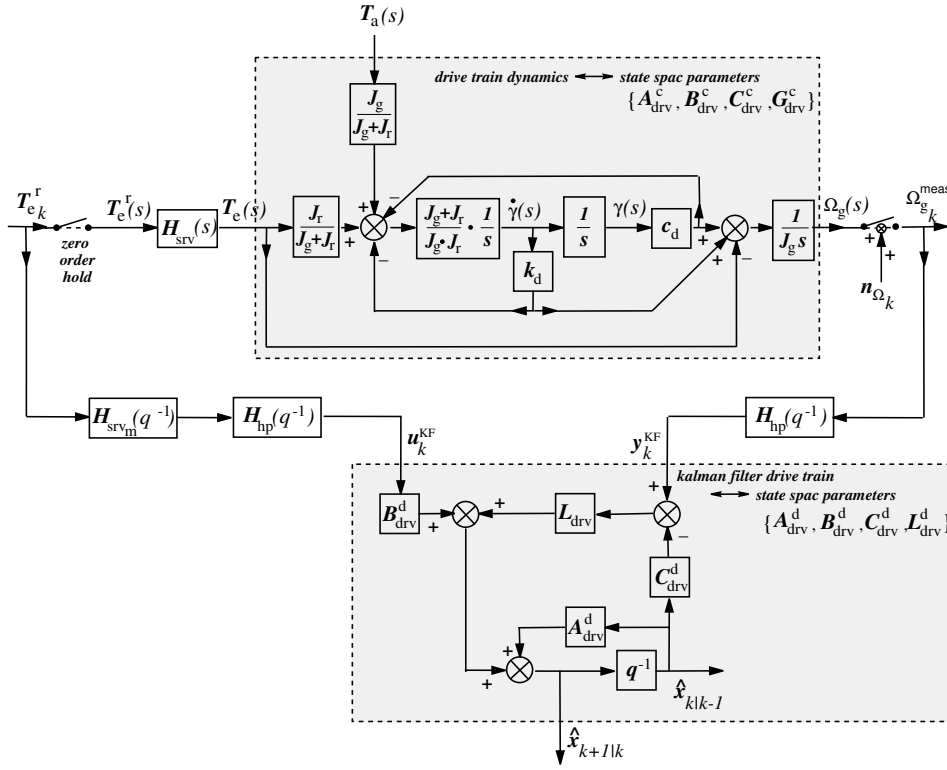 T_a(s)
drive train dynamics ↔ state spac parameters
{A^c_drv, B^c_drv, C^c_drv, G^c_drv}
J_g / J_g+J_r
T_e^r_k
T_e^r(s)
H_srv(s)
T_e(s)
J_r / J_g+J_r
+ + − −
J_g+J_r / J_g•J_r • 1/s
γ̇(s)
1/s
γ(s)
c_d
+ + −
1 / J_g s
Ω_g(s)
Ω_g_k^meas
zero
order
hold
k_d
+ +
n_Ω_k
H_srv_m(q^-1)
H_hp(q^-1)
H_hp(q^-1)
u_k^KF
y_k^KF
kalman filter drive train
↔ state spac parameters
{A^d_drv, B^d_drv, C^d_drv, L^d_drv}
B^d_drv
+ +
L_drv
+ −
C^d_drv
A^d_drv
+ +
q^-1
x̂_k|k-1
x̂_k+1|k